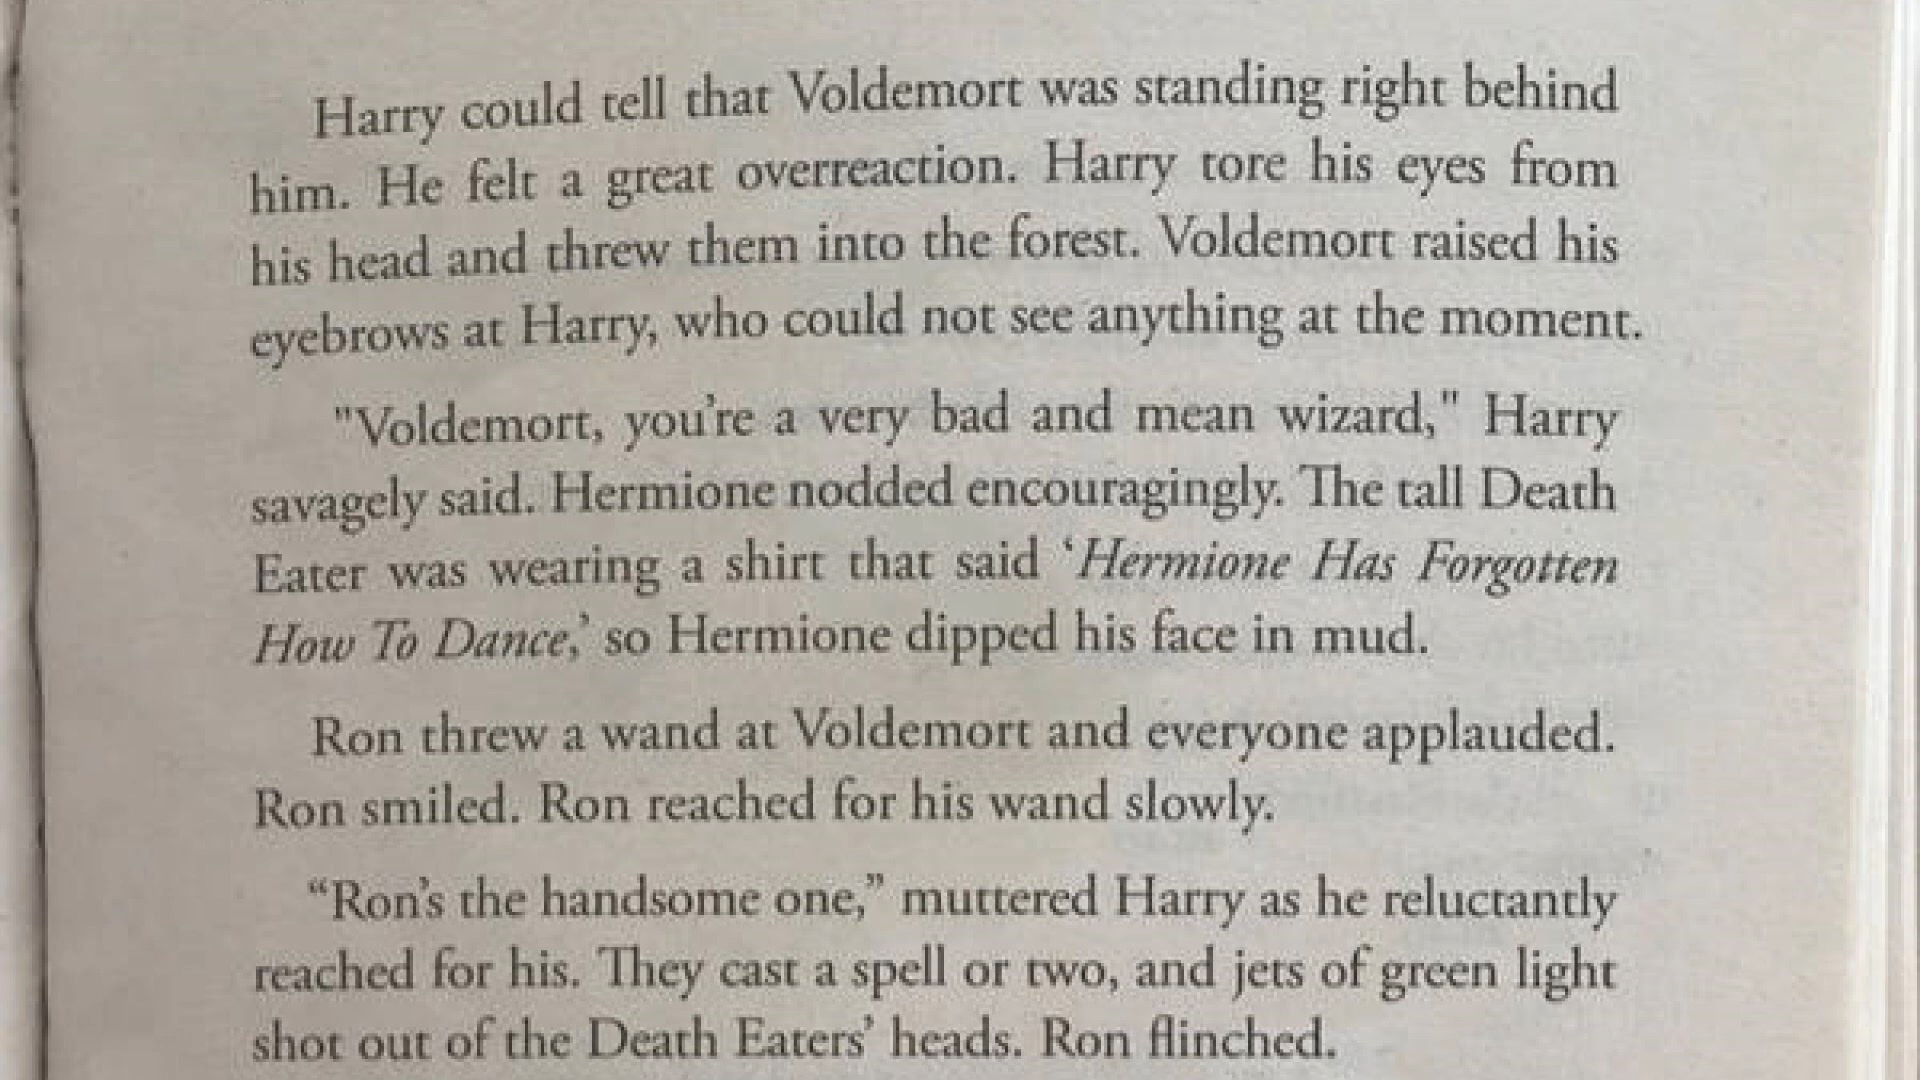 Harry could tell that Voldemort was standing right behind
him. He felt a great overreaction. Harry tore his eyes from
his head and threw them into the forest. Voldemort raised his
eyebrows at Harry, who could not see anything at the moment.
"Voldemort, you're a very bad and mean wizard," Harry
savagely said. Hermione nodded encouragingly. The tall Death
Eater was wearing a shirt that said ‘Hermione Has Forgotten
How To Dance,’ so Hermione dipped his face in mud.
Ron threw a wand at Voldemort and everyone applauded.
Ron smiled. Ron reached for his wand slowly.
“Ron’s the handsome one,” muttered Harry as he reluctantly
reached for his. They cast a spell or two, and jets of green light
shot out of the Death Eaters’ heads. Ron flinched.